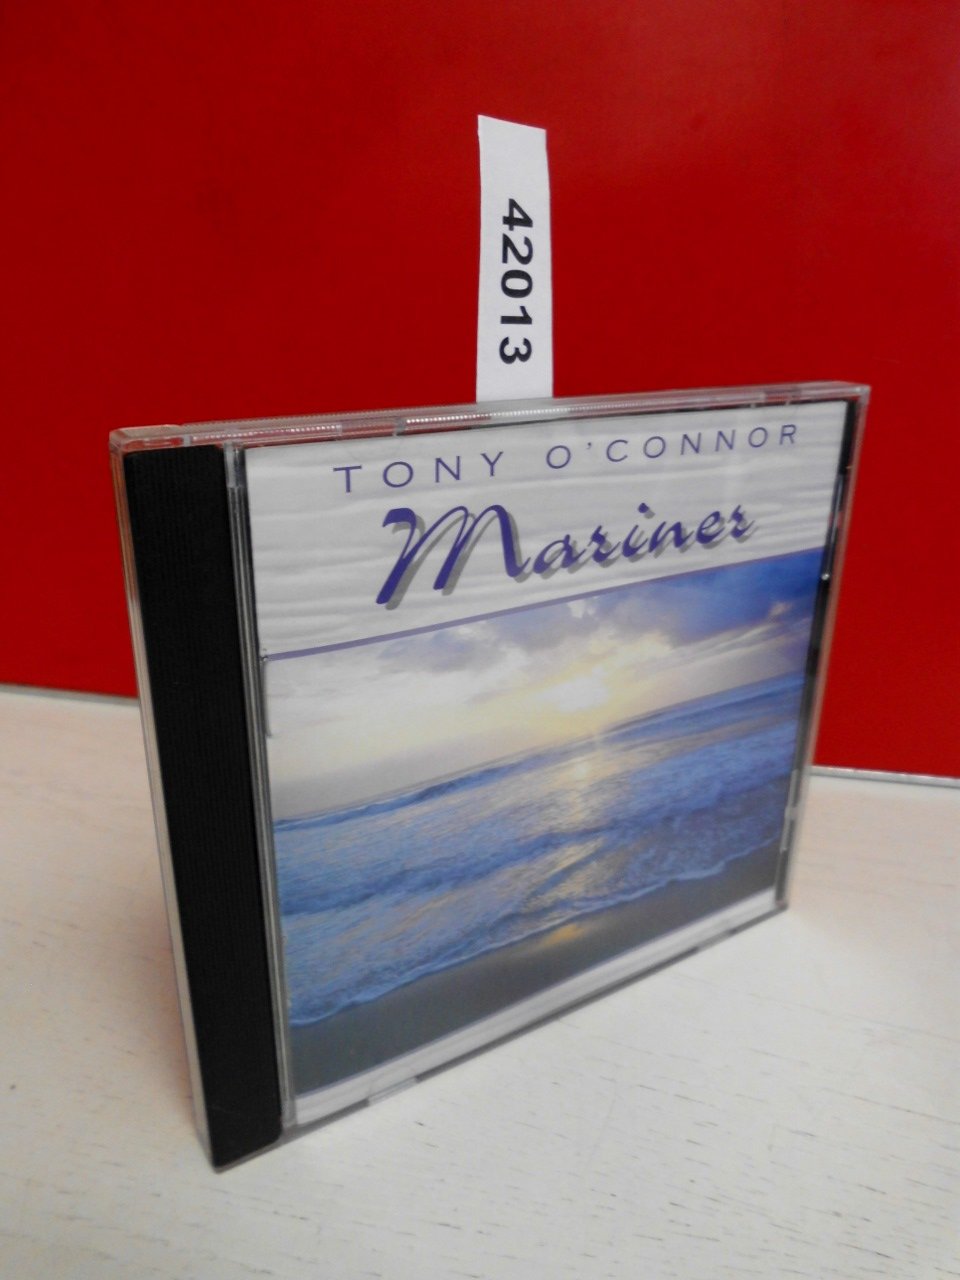 42013
TONY O'CONNOR
Mariner